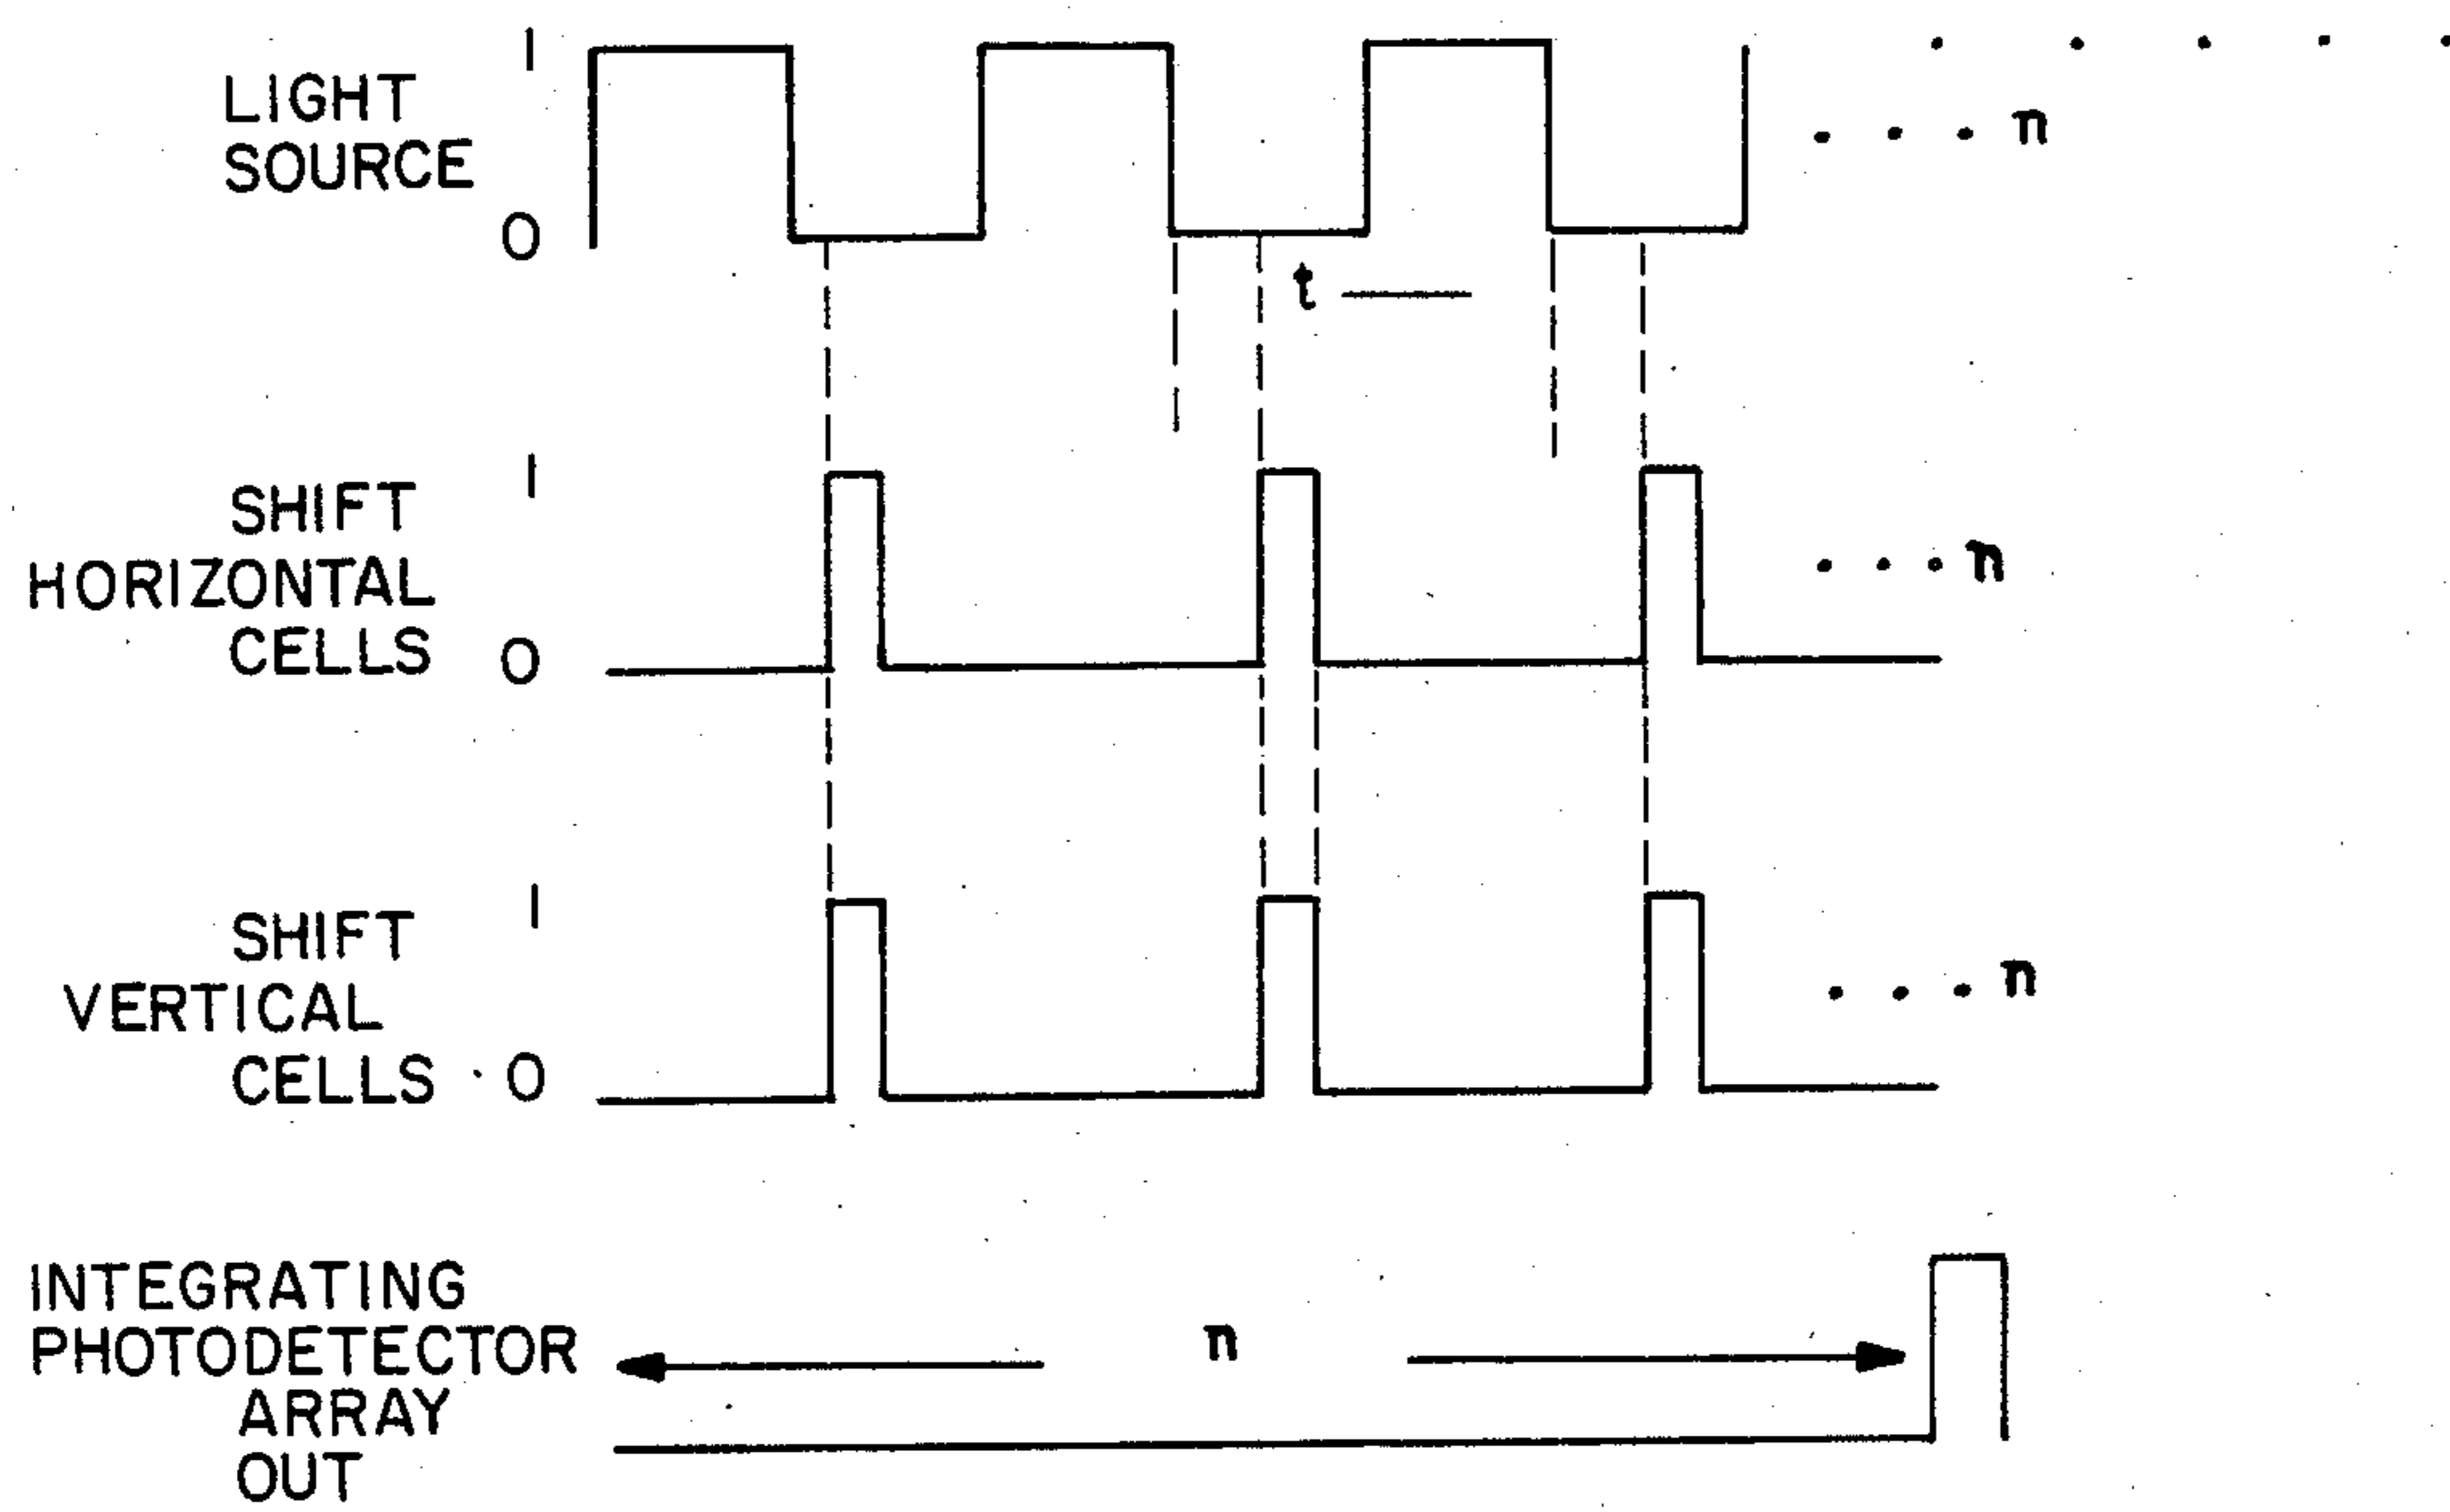 1
LIGHT
SOURCE
0
. . . n
t
1
SHIFT
HORIZONTAL
CELLS
0
. . . n
1
SHIFT
VERTICAL
CELLS
0
. . . n
INTEGRATING
PHOTODETECTOR
ARRAY
OUT
n